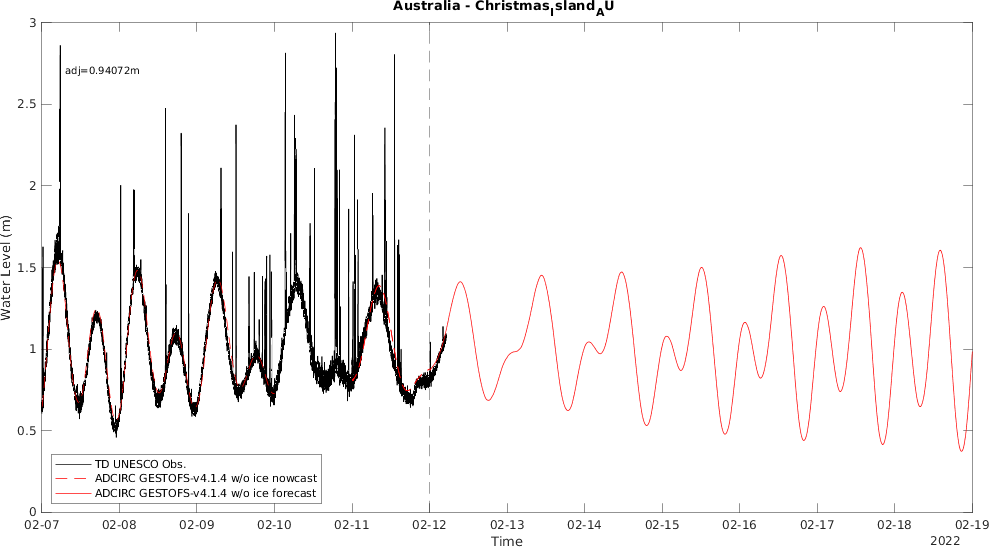 Australia - Christmas_Island_AU
3
2.5
2
1.5
1
0.5
0
Water Level (m)
adj=0.94072m
TD UNESCO Obs.
ADCIRC GESTOFS-v4.1.4 w/o ice nowcast
ADCIRC GESTOFS-v4.1.4 w/o ice forecast
02-07 02-08 02-09 02-10 02-11 02-12 02-13 02-14 02-15 02-16 02-17 02-18 02-19
Time
2022